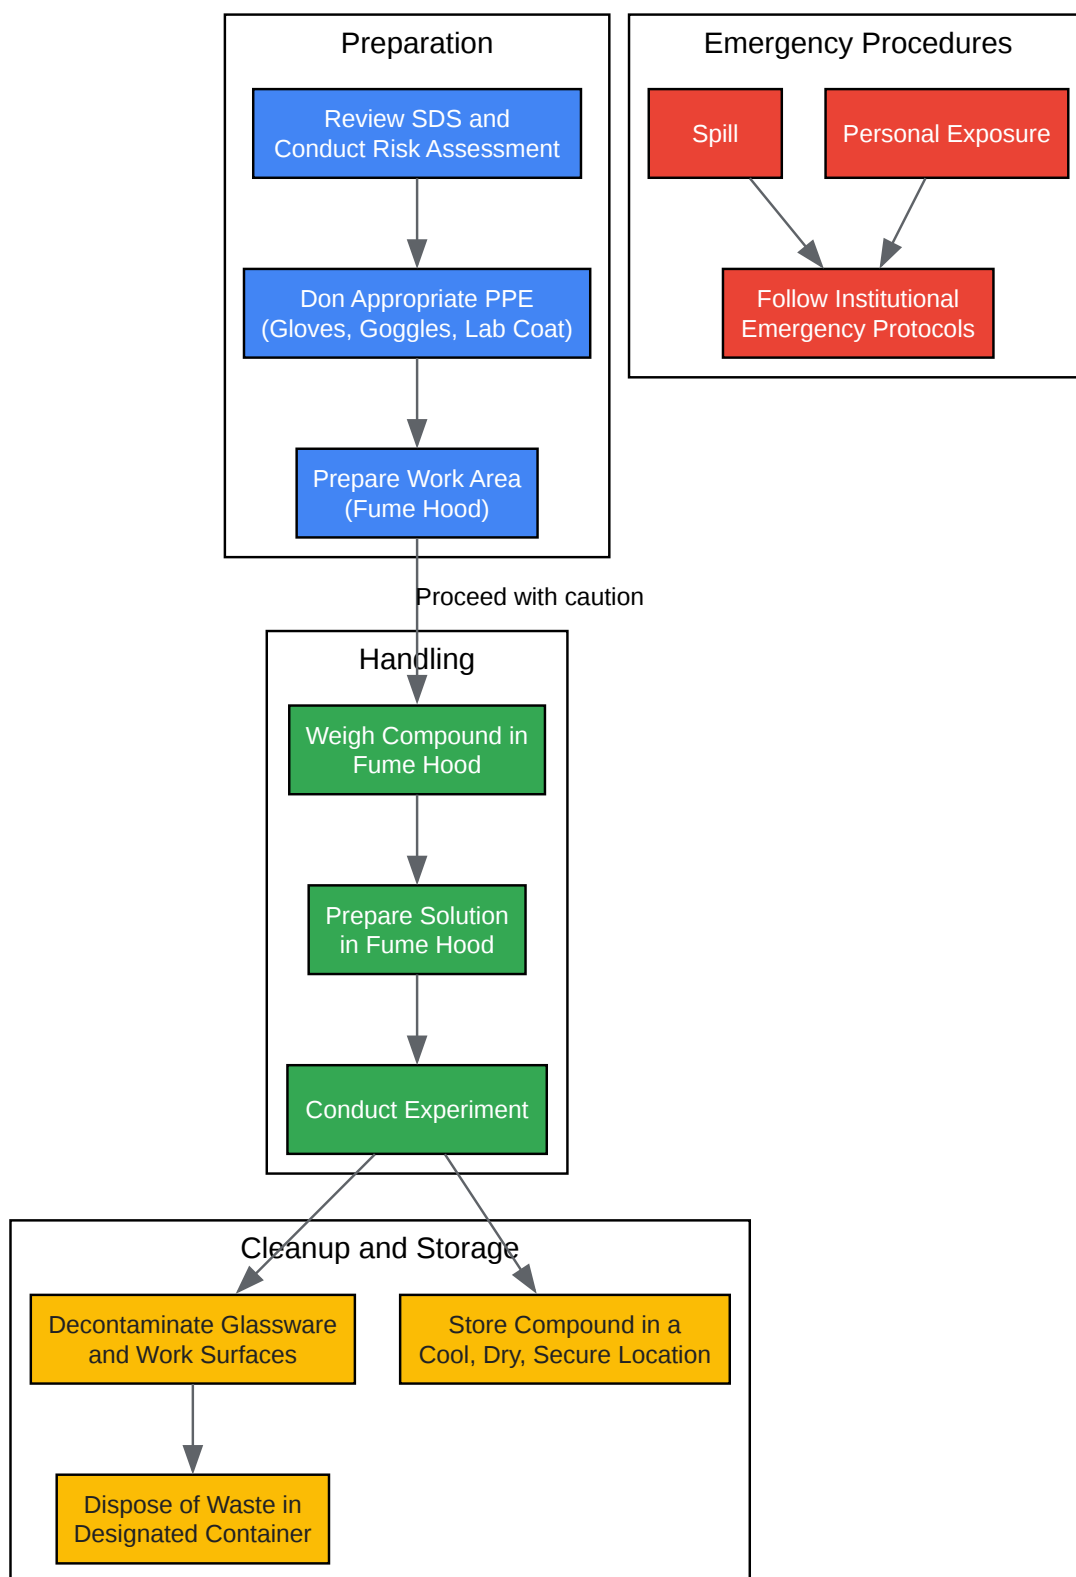 Preparation
Review SDS and
Conduct Risk Assessment
Don Appropriate PPE
(Gloves, Goggles, Lab Coat)
Prepare Work Area
(Fume Hood)
Emergency Procedures
Spill
Personal Exposure
Follow Institutional
Emergency Protocols
Proceed with caution
Handling
Weigh Compound in
Fume Hood
Prepare Solution
in Fume Hood
Conduct Experiment
Cleanup and Storage
Decontaminate Glassware
and Work Surfaces
Store Compound in a
Cool, Dry, Secure Location
Dispose of Waste in
Designated Container